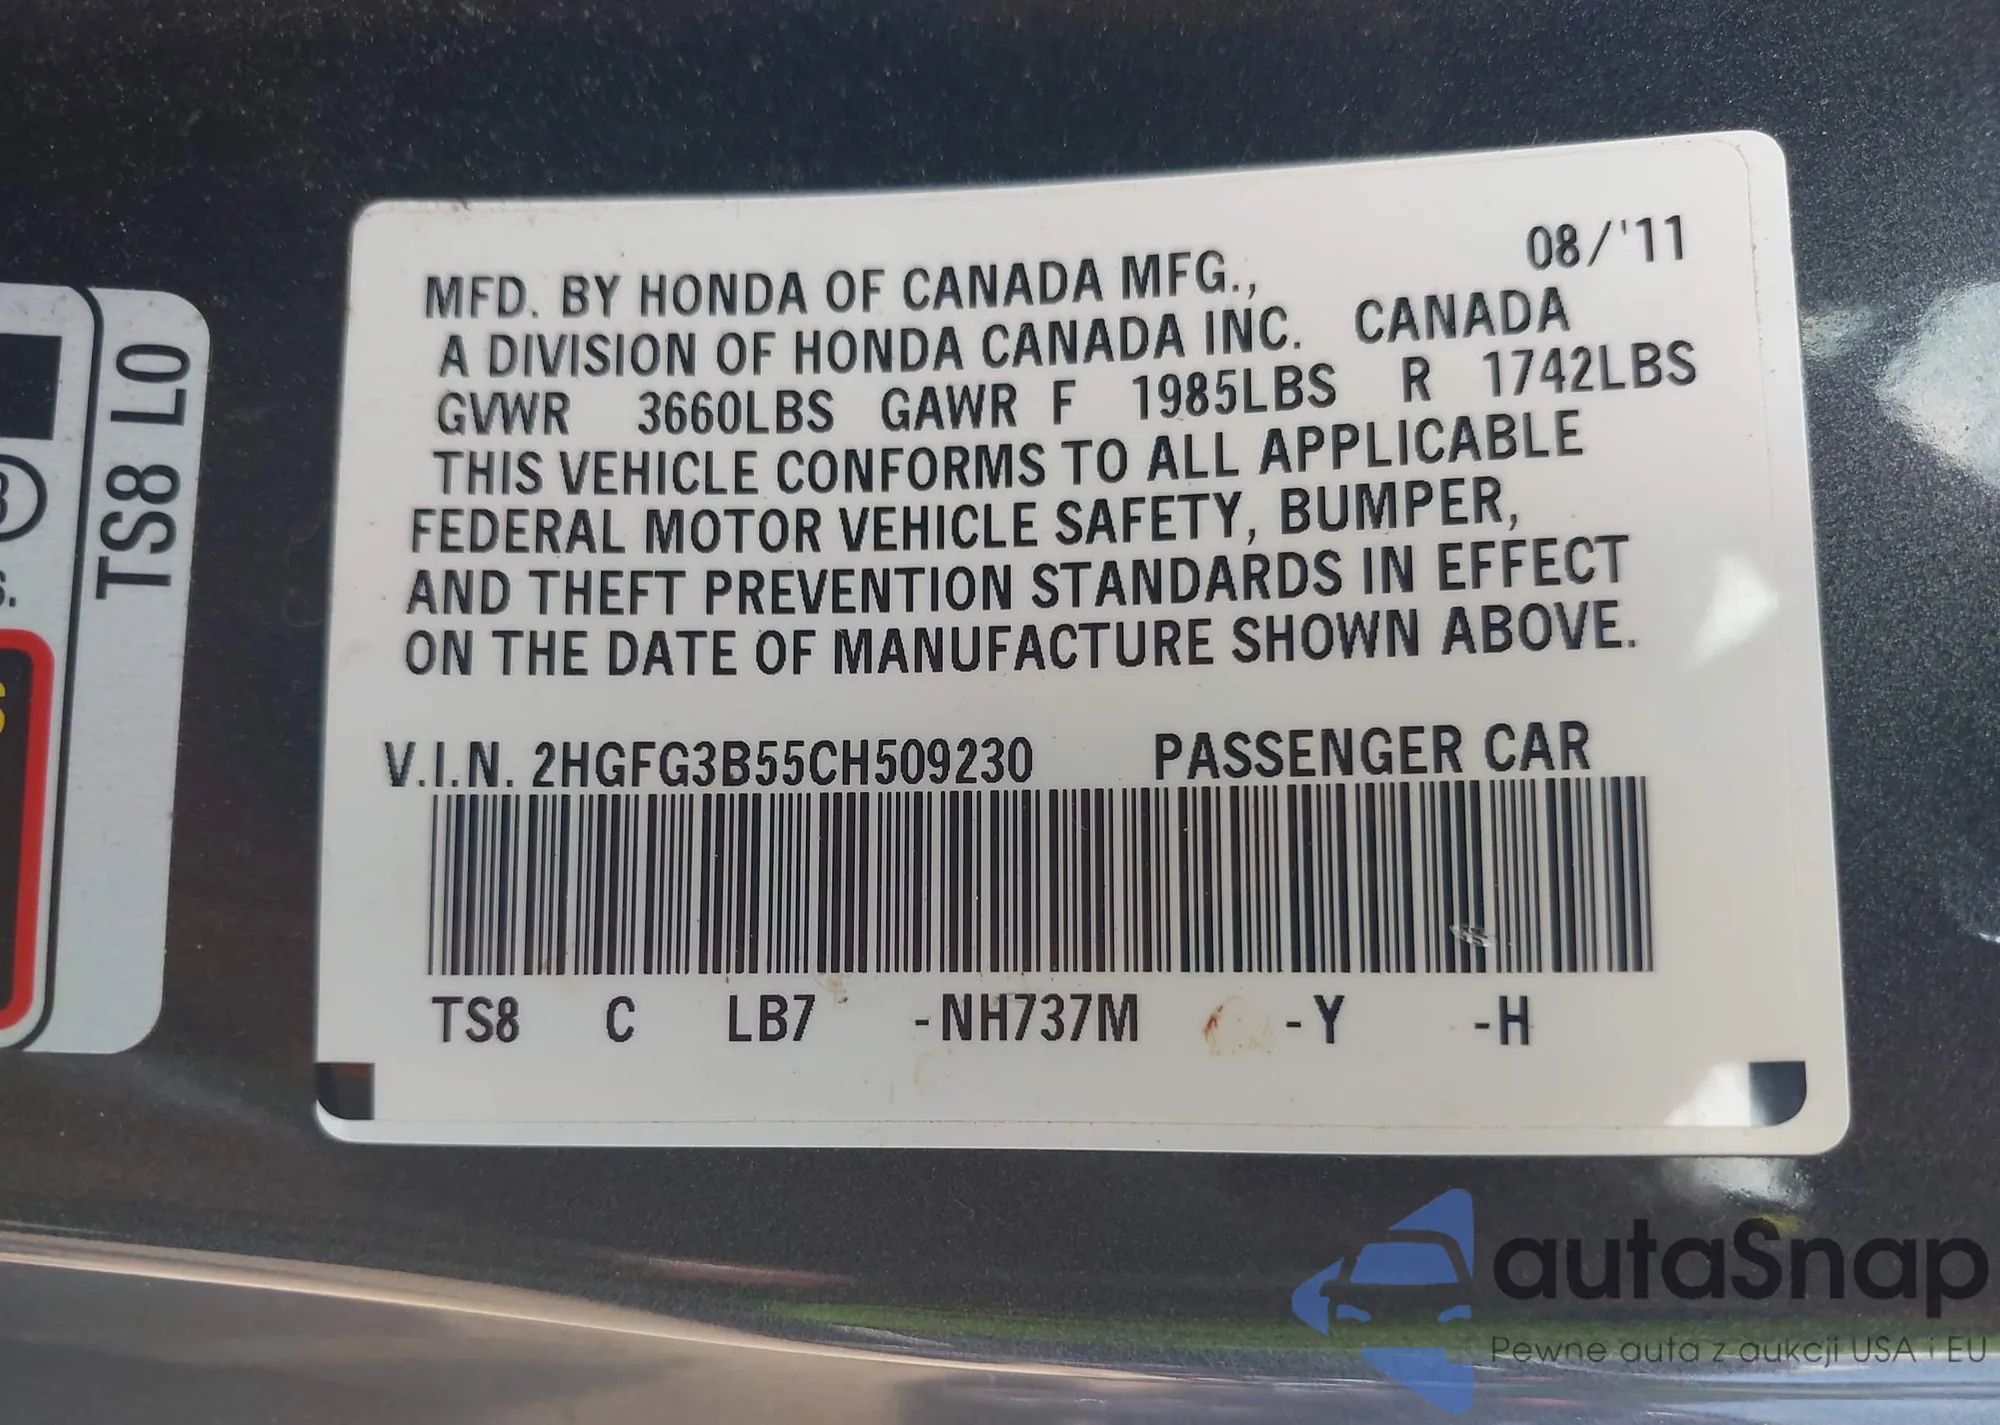 08/'11
MFD. BY HONDA OF CANADA MFG.,
A DIVISION OF HONDA CANADA INC. CANADA
GVWR 3660LBS GAWR F 1985LBS R 1742LBS
THIS VEHICLE CONFORMS TO ALL APPLICABLE
FEDERAL MOTOR VEHICLE SAFETY, BUMPER,
AND THEFT PREVENTION STANDARDS IN EFFECT
ON THE DATE OF MANUFACTURE SHOWN ABOVE.
V.I.N. 2HGFG3B55CH509230 PASSENGER CAR
TS8 C LB7 -NH737M -Y -H
TS8 L0
autaSnap
Pewne auta z aukcji USA i EU